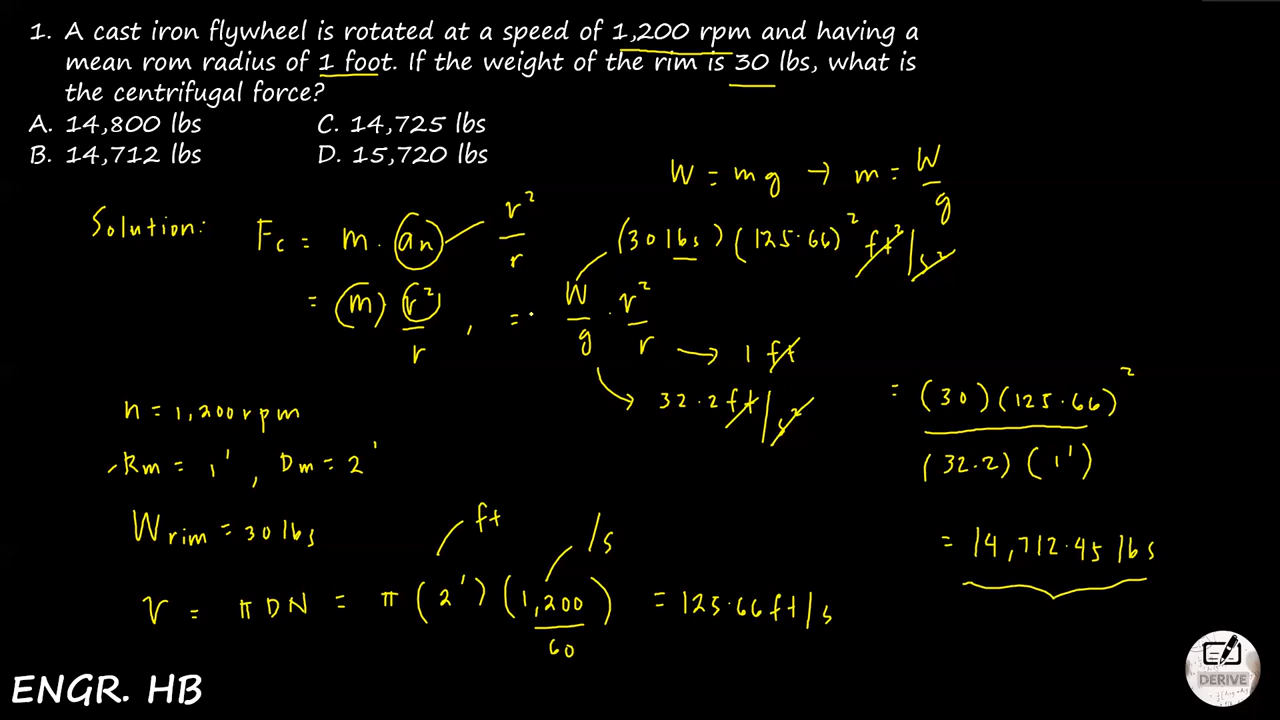 1. A cast iron flywheel is rotated at a speed of 1,200 rpm and having a
mean rom radius of 1 foot. If the weight of the rim is 30 lbs, what is
the centrifugal force?
A. 14,800 lbs C. 14,725 lbs
B. 14,712 lbs D. 15,720 lbs
W = mg → m = W/g
Solution: Fc = m · an v²/r
(30 lbs)(125.66)² ft²/s²
= (m) v²/r , = W/g · v²/r
→ 1 ft
→ 32.2 ft/s²
= (30)(125.66)² / (32.2)(1')
n = 1,200 rpm
Rm = 1' , Dm = 2'
Wrim = 30 lbs
= 14,712.45 lbs
ft /s
V = π DN = π (2') (1,200/60) = 125.66 ft/s
ENGR. HB
DERIVE